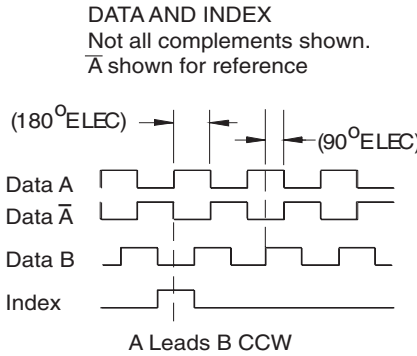 DATA AND INDEX
Not all complements shown.
A̅ shown for reference
(180°ELEC)
(90°ELEC)
Data A
Data A̅
Data B
Index
A Leads B CCW